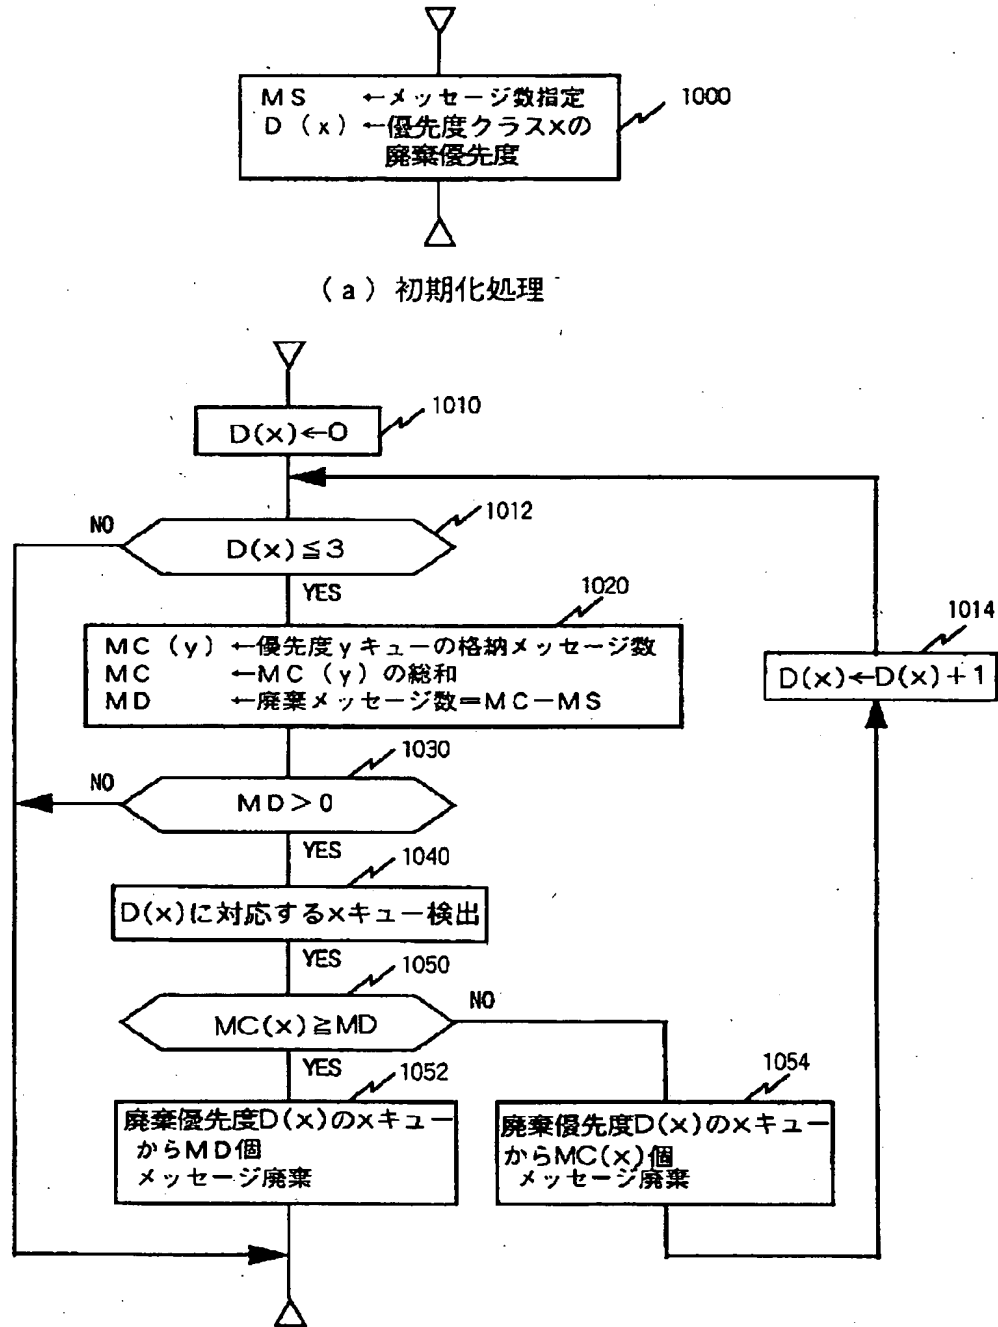 MS ←メッセージ数指定
D (x) ←優先度クラスxの
廃棄優先度
1000
(a) 初期化処理
1010
D(x)←0
1012
NO
D(x)≦3
YES
1020
MC (y) ←優先度yキューの格納メッセージ数
MC ←MC (y) の総和
MD ←廃棄メッセージ数=MC-MS
1014
D(x)←D(x)+1
1030
NO
MD>0
YES
1040
D(x)に対応するxキュー検出
YES
1050
NO
MC(x)≧MD
YES
1052
廃棄優先度D(x)のxキュー
からMD個
メッセージ廃棄
1054
廃棄優先度D(x)のxキュー
からMC(x)個
メッセージ廃棄